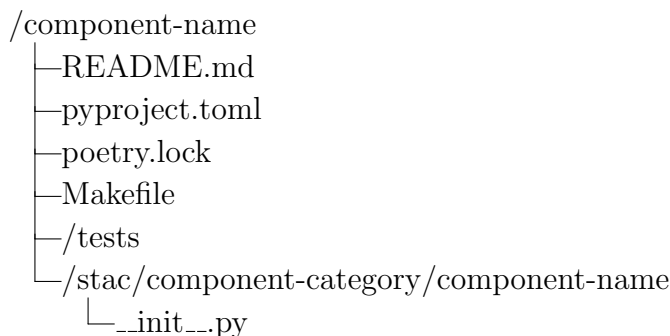 /component-name
README.md
pyproject.toml
poetry.lock
Makefile
/tests
/stac/component-category/component-name
__init__.py